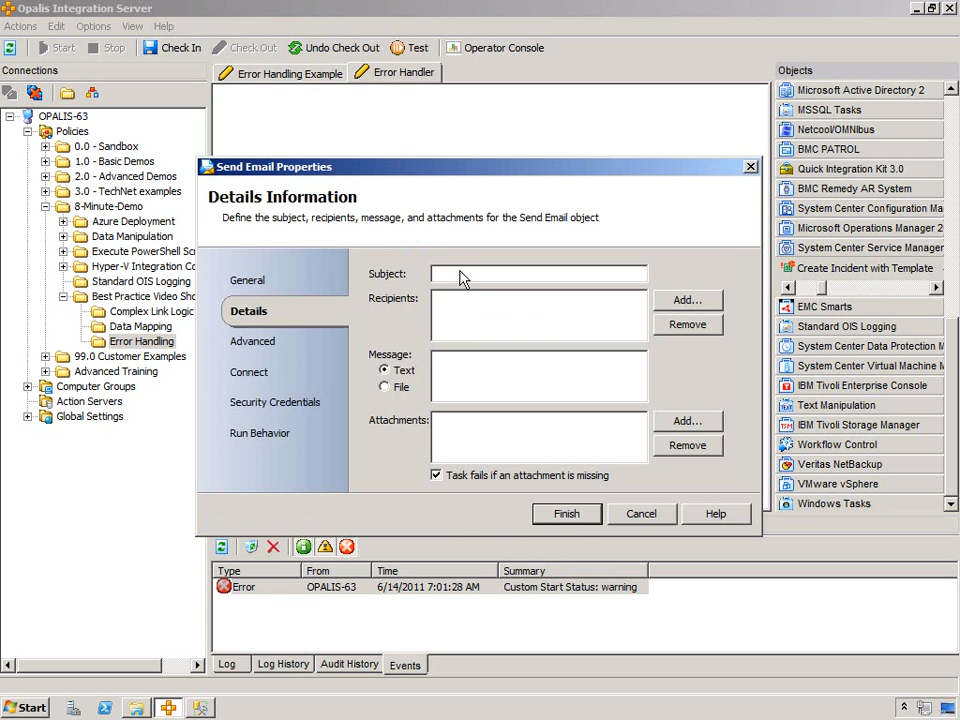 Opalis Integration Server
Actions Edit Options View Help
Start Stop Check In Check Out Undo Check Out Test Operator Console
Connections
OPALIS-63
Policies
0.0 - Sandbox
1.0 - Basic Demos
2.0 - Advanced Demos
3.0 - TechNet examples
8-Minute-Demo
Azure Deployment
Data Manipulation
Execute PowerShell Scr
Hyper-V Integration Co
Standard OIS Logging
Best Practice Video Sho
Complex Link Logic
Data Mapping
Error Handling
99.0 Customer Examples
Advanced Training
Computer Groups
Action Servers
Global Settings
Error Handling Example Error Handler
Send Email Properties
Details Information
Define the subject, recipients, message, and attachments for the Send Email object
General
Details
Advanced
Connect
Security Credentials
Run Behavior
Subject:
Recipients:
Add...
Remove
Message:
Text
File
Attachments:
Add...
Remove
Task fails if an attachment is missing
Finish Cancel Help
Objects
Microsoft Active Directory 2
MSSQL Tasks
Netcool/OMNIbus
BMC PATROL
Quick Integration Kit 3.0
BMC Remedy AR System
System Center Configuration Ma
Microsoft Operations Manager 2
System Center Service Manager
Create Incident with Template
EMC Smarts
Standard OIS Logging
System Center Data Protection M
System Center Virtual Machine M
IBM Tivoli Enterprise Console
Text Manipulation
IBM Tivoli Storage Manager
Workflow Control
Veritas NetBackup
VMware vSphere
Windows Tasks
Type From Time Summary
Error OPALIS-63 6/14/2011 7:01:28 AM Custom Start Status: warning
Log Log History Audit History Events
Start